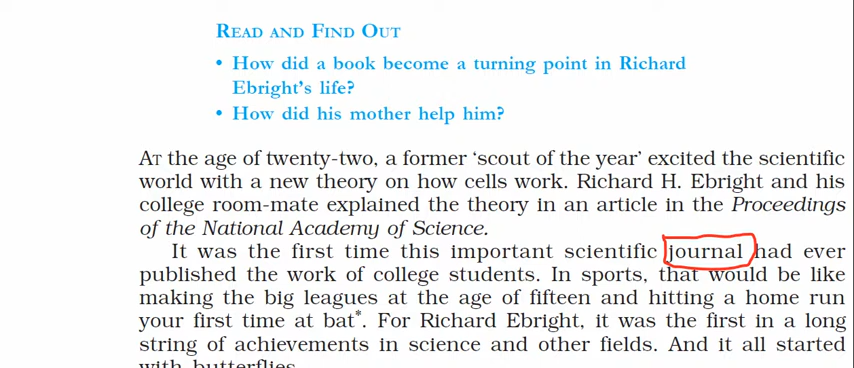 READ AND FIND OUT
• How did a book become a turning point in Richard
Ebright's life?
• How did his mother help him?
AT the age of twenty-two, a former ‘scout of the year’ excited the scientific
world with a new theory on how cells work. Richard H. Ebright and his
college room-mate explained the theory in an article in the Proceedings
of the National Academy of Science.
It was the first time this important scientific journal had ever
published the work of college students. In sports, that would be like
making the big leagues at the age of fifteen and hitting a home run
your first time at bat*. For Richard Ebright, it was the first in a long
string of achievements in science and other fields. And it all started
with butterflies.